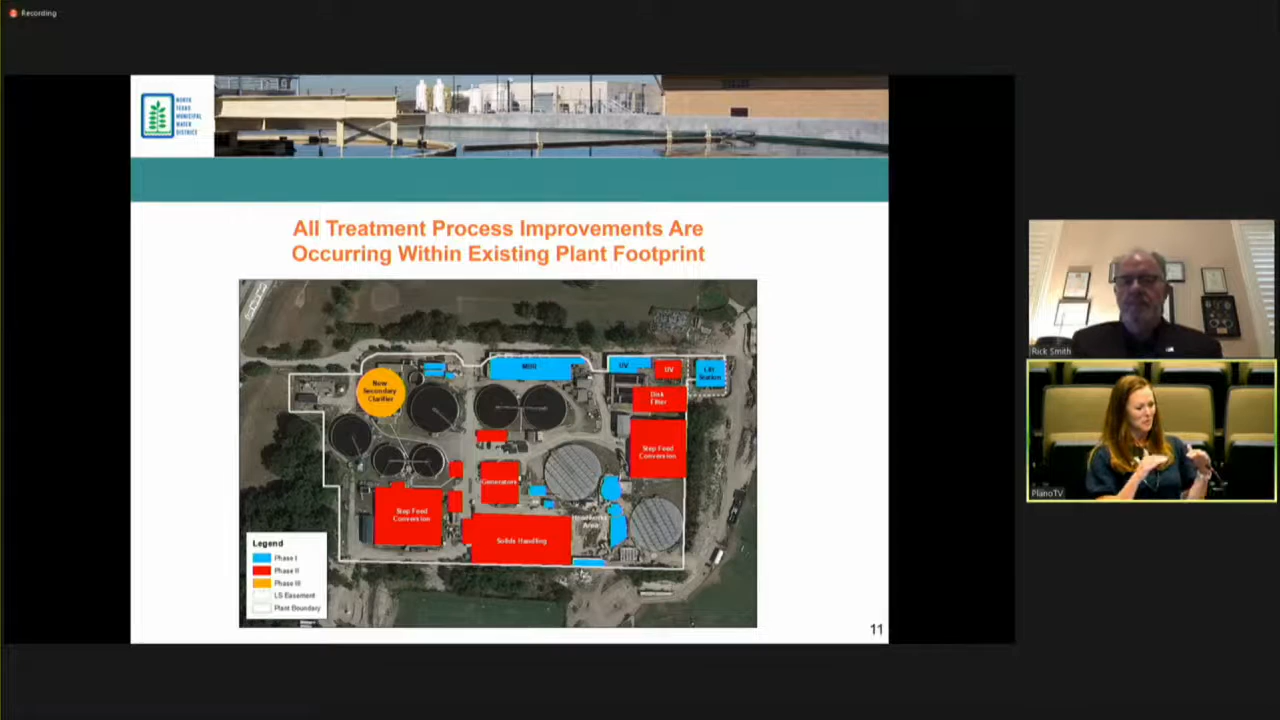 Recording
NORTH
TEXAS
MUNICIPAL
WATER
DISTRICT
All Treatment Process Improvements Are
Occurring Within Existing Plant Footprint
New
Secondary
Clarifier
UV
UV
Lift
Station
Disk
Filter
Step Feed
Conversion
Generators
Step Feed
Conversion
Headworks
Area
Solids Handling
Legend
Phase I
Phase II
Phase III
LS Easement
Plant Boundary
11
Rick Smith
PlanoTV